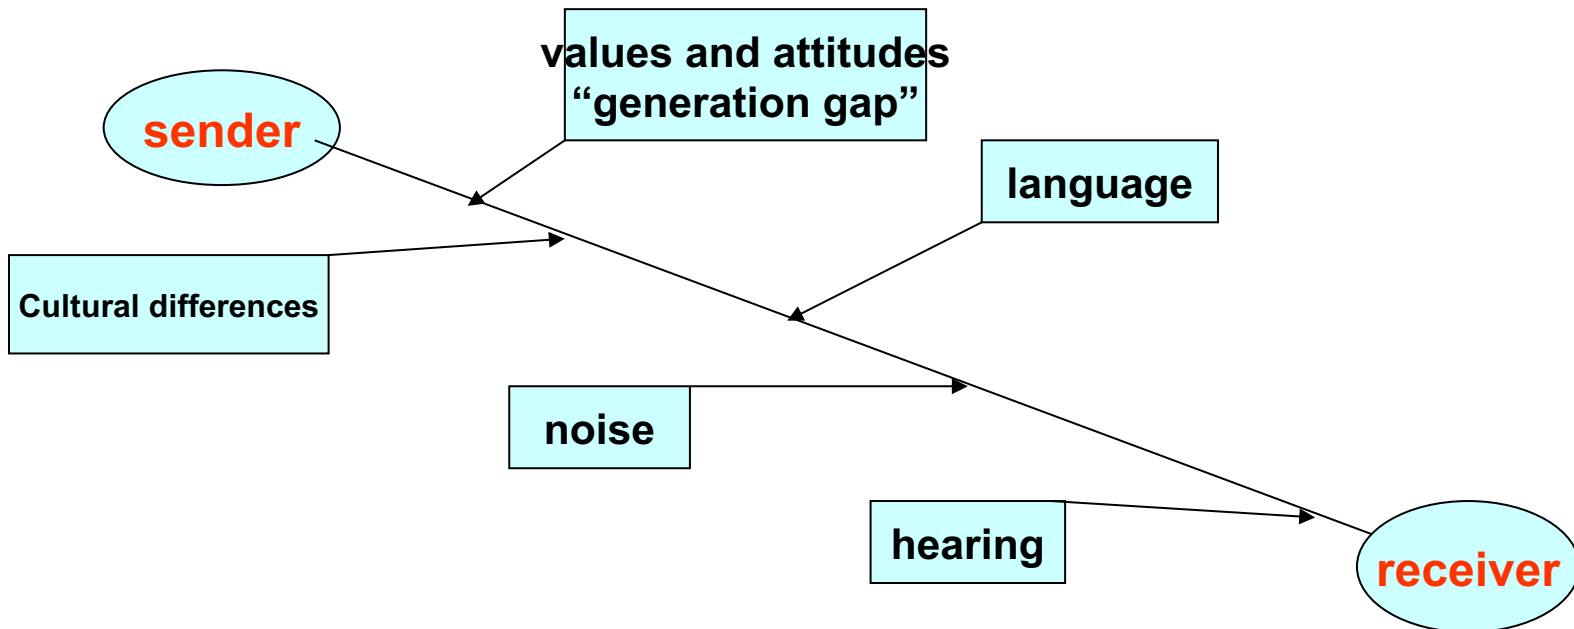 values and attitudes
“generation gap”
sender
language
Cultural differences
noise
hearing
receiver